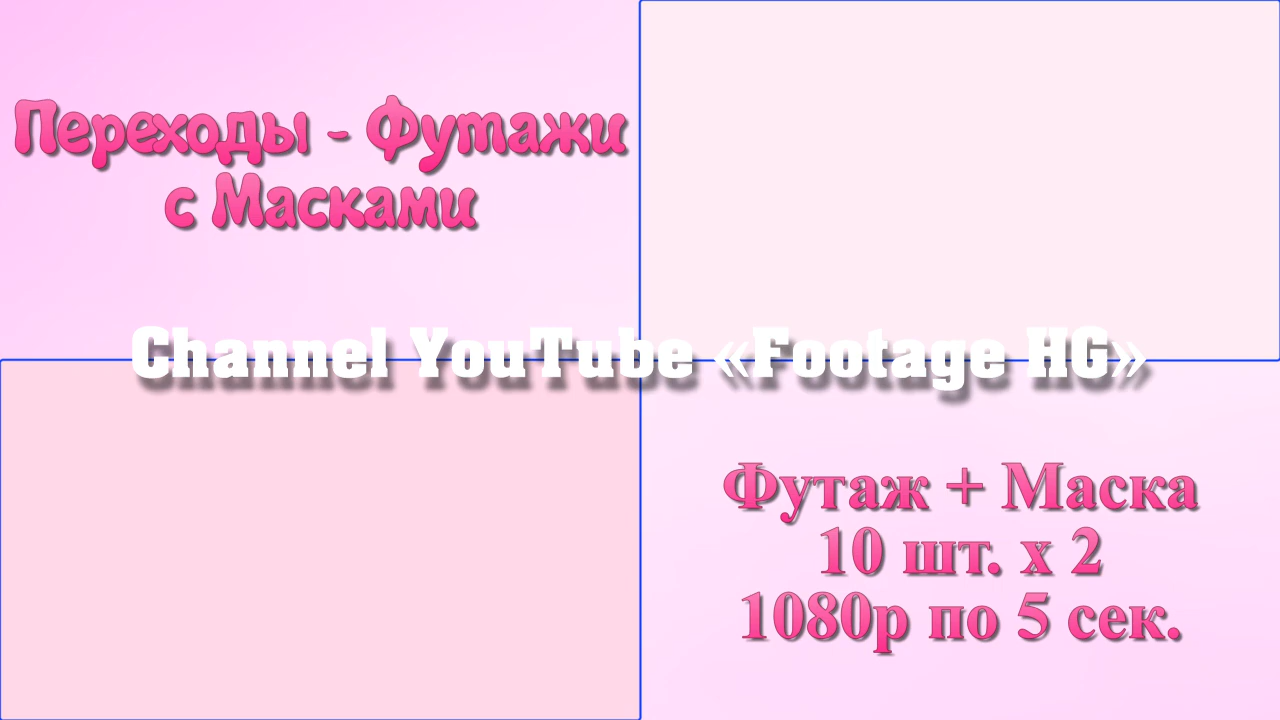 Переходы - Футажи
с Масками
Channel YouTube «Footage HG»
Футаж + Маска
10 шт. х 2
1080p по 5 сек.